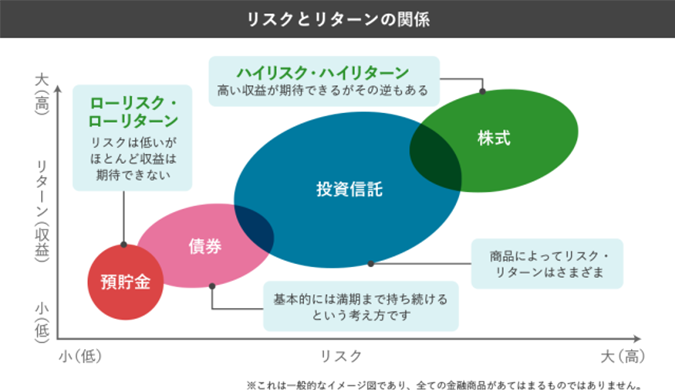 リスクとリターンの関係
大(高)
リターン(収益)
小(低)
ローリスク・
ローリターン
リスクは低いが
ほとんど収益は
期待できない
ハイリスク・ハイリターン
高い収益が期待できるがその逆もある
株式
投資信託
債券
預貯金
商品によってリスク・
リターンはさまざま
基本的には満期まで持ち続ける
という考え方です
小(低)
リスク
大(高)
※これは一般的なイメージ図であり、全ての金融商品があてはまるものではありません。